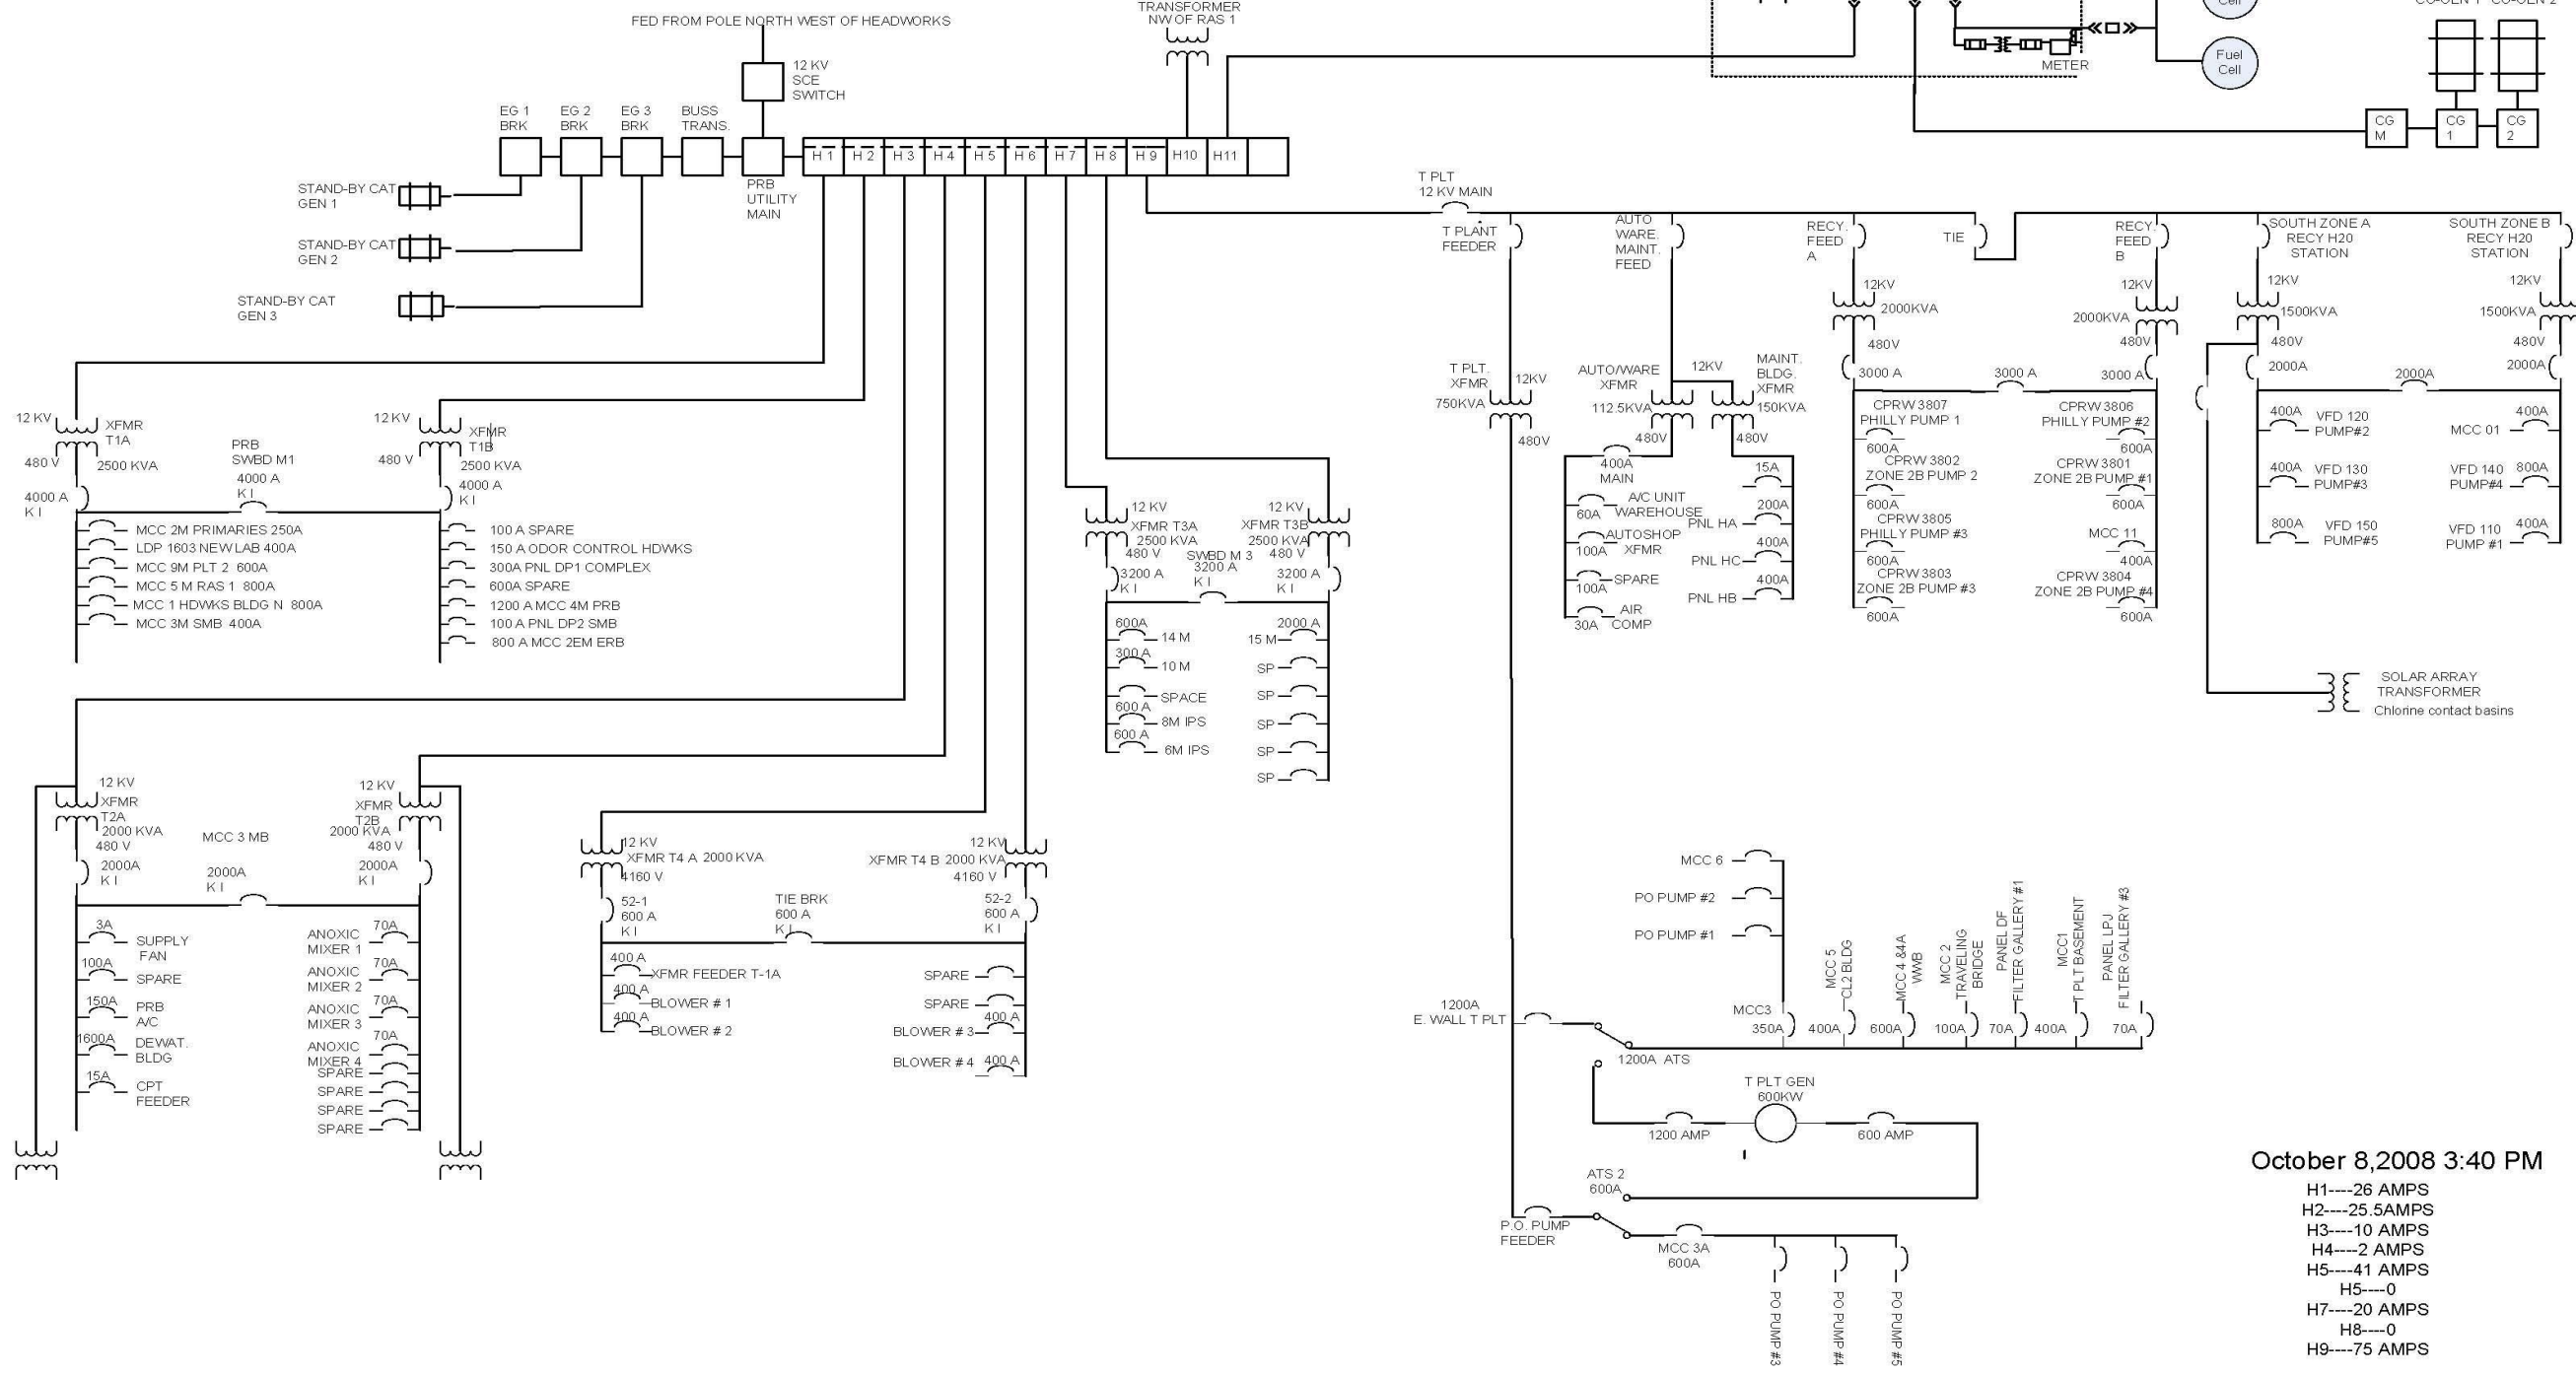 TRANSFORMER
NW OF RAS 1
FED FROM POLE NORTH WEST OF HEADWORKS
12 KV
SCE
SWITCH
METER
Cell
Fuel
Cell
CO-GEN 1 CO-GEN 2
CG
M
CG
1
CG
2
EG 1
BRK
EG 2
BRK
EG 3
BRK
BUSS
TRANS.
PRB
UTILITY
MAIN
H 1
H 2
H 3
H 4
H 5
H 6
H 7
H 8
H 9
H10
H11
STAND-BY CAT
GEN 1
STAND-BY CAT
GEN 2
STAND-BY CAT
GEN 3
T PLT
12 KV MAIN
T PLANT
FEEDER
AUTO
WARE.
MAINT.
FEED
RECY.
FEED
A
TIE
RECY.
FEED
B
SOUTH ZONE A
RECY H20
STATION
SOUTH ZONE B
RECY H20
STATION
12KV
2000KVA
480V
3000 A
12KV
2000KVA
480V
3000 A
3000 A
12KV
1500KVA
480V
2000A
12KV
1500KVA
480V
2000A
2000A
T PLT.
XFMR
12KV
750KVA
480V
AUTO/WARE
XFMR
12KV
112.5KVA
480V
MAINT.
BLDG.
XFMR
150KVA
480V
12 KV
XFMR
T1A
480 V
2500 KVA
4000 A
K I
PRB
SWBD M1
4000 A
K I
12 KV
XFMR
T1B
480 V
2500 KVA
4000 A
K I
MCC 2M PRIMARIES 250A
LDP 1603 NEW LAB 400A
MCC 9M PLT 2 600A
MCC 5 M RAS 1 800A
MCC 1 HDWKS BLDG N 800A
MCC 3M SMB 400A
100 A SPARE
150 A ODOR CONTROL HDWKS
300A PNL DP1 COMPLEX
600A SPARE
1200 A MCC 4M PRB
100 A PNL DP2 SMB
800 A MCC 2EM ERB
12 KV
XFMR T3A
2500 KVA
480 V
3200 A
K I
SWBD M 3
3200 A
K I
12 KV
XFMR T3B
2500 KVA
480 V
3200 A
K I
600A
14 M
300 A
10 M
SPACE
600 A
8M IPS
600 A
6M IPS
2000 A
15 M
SP
SP
SP
SP
SP
400A
MAIN
60A
A/C UNIT
WAREHOUSE
100A
AUTOSHOP
XFMR
100A
SPARE
30A
AIR
COMP
15A
200A
PNL HA
400A
PNL HC
400A
PNL HB
CPRW 3807
PHILLY PUMP 1
600A
CPRW 3802
ZONE 2B PUMP 2
600A
CPRW 3805
PHILLY PUMP #3
600A
CPRW 3803
ZONE 2B PUMP #3
600A
CPRW 3806
PHILLY PUMP #2
600A
CPRW 3801
ZONE 2B PUMP #1
600A
MCC 11
400A
CPRW 3804
ZONE 2B PUMP #4
600A
400A
VFD 120
PUMP#2
400A
VFD 130
PUMP#3
800A
VFD 150
PUMP#5
400A
MCC 01
VFD 140
PUMP#4
800A
VFD 110
PUMP #1
400A
SOLAR ARRAY
TRANSFORMER
Chlorine contact basins
12 KV
XFMR
T2A
2000 KVA
480 V
2000A
K I
MCC 3 MB
2000A
K I
12 KV
XFMR
T2B
2000 KVA
480 V
2000A
K I
3A
SUPPLY
FAN
100A
SPARE
150A
PRB
A/C
1600A
DEWAT.
BLDG
15A
CPT
FEEDER
70A
ANOXIC
MIXER 1
70A
ANOXIC
MIXER 2
70A
ANOXIC
MIXER 3
70A
ANOXIC
MIXER 4
SPARE
SPARE
SPARE
SPARE
12 KV
XFMR T4 A 2000 KVA
4160 V
52-1
600 A
K I
TIE BRK
600 A
K I
12 KV
XFMR T4 B 2000 KVA
4160 V
52-2
600 A
K I
400 A
XFMR FEEDER T-1A
400 A
BLOWER # 1
400 A
BLOWER # 2
SPARE
SPARE
400 A
BLOWER # 3
BLOWER # 4 400 A
MCC 6
PO PUMP #2
PO PUMP #1
MCC3
350A
MCC 5
CL2 BLDG
400A
MCC 4 &4A
WWB
600A
MCC 2
TRAVELING
BRIDGE
100A
PANEL DF
FILTER GALLERY #1
70A
MCC1
T PLT BASEMENT
400A
PANEL LPJ
FILTER GALLERY #3
70A
1200A
E. WALL T PLT
1200A ATS
T PLT GEN
600KW
1200 AMP
600 AMP
ATS 2
600A
P.O. PUMP
FEEDER
MCC 3A
600A
PO PUMP #3
PO PUMP #4
PO PUMP #5
October 8,2008 3:40 PM
H1----26 AMPS
H2----25.5AMPS
H3----10 AMPS
H4----2 AMPS
H5----41 AMPS
H5----0
H7----20 AMPS
H8----0
H9----75 AMPS